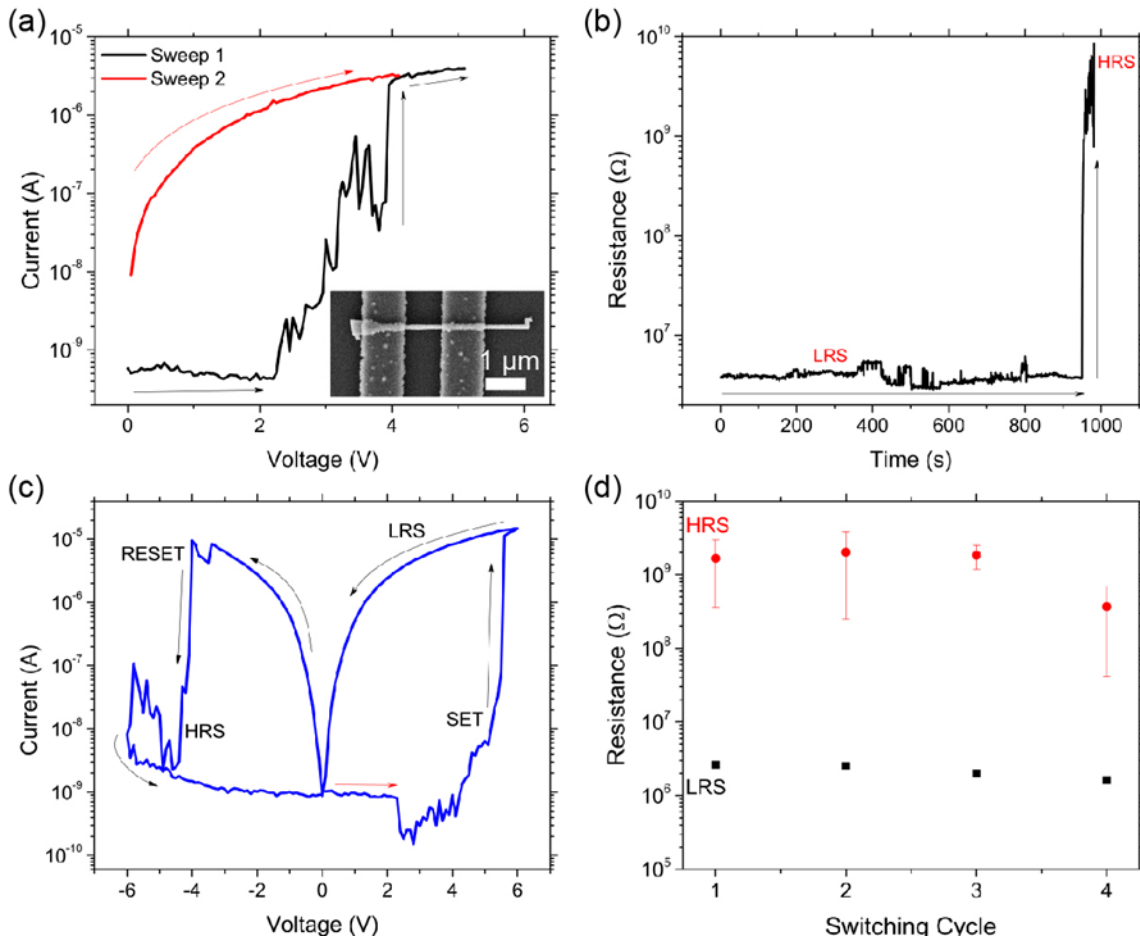 (a)
Sweep 1
Sweep 2
10⁻⁵
10⁻⁶
10⁻⁷
10⁻⁸
10⁻⁹
Current (A)
1 µm
0 2 4 6
Voltage (V)
(b)
10¹⁰
10⁹
10⁸
10⁷
Resistance (Ω)
HRS
LRS
0 200 400 600 800 1000
Time (s)
(c)
10⁻⁴
10⁻⁵
10⁻⁶
10⁻⁷
10⁻⁸
10⁻⁹
10⁻¹⁰
Current (A)
RESET
LRS
HRS
SET
-6 -4 -2 0 2 4 6
Voltage (V)
(d)
10¹⁰
10⁹
10⁸
10⁷
10⁶
10⁵
Resistance (Ω)
HRS
LRS
1 2 3 4
Switching Cycle